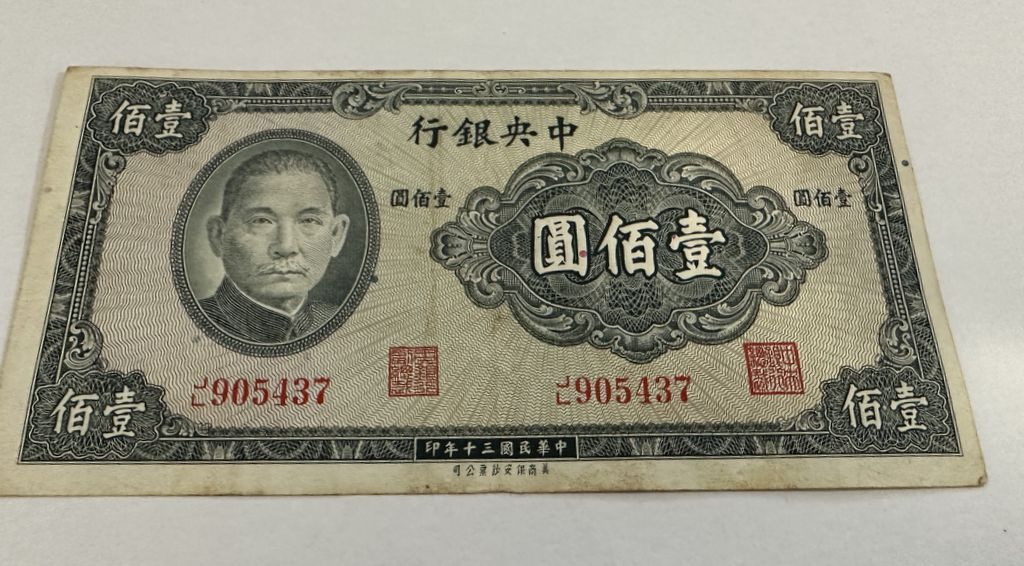 壹佰
壹佰
中央銀行
壹佰圓
壹佰圓
壹佰圓
J/L 905437
J/L 905437
壹佰
壹佰
中華民國三十年印
美商保安鈔票公司